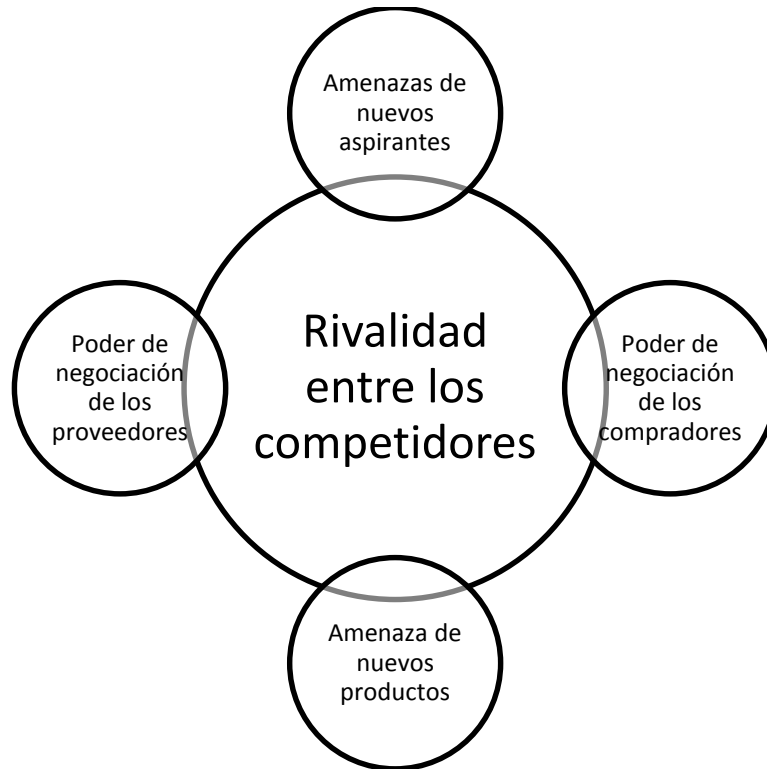 Amenazas de
nuevos
aspirantes
Poder de
negociación
de los
proveedores
Rivalidad
entre los
competidores
Poder de
negociación
de los
compradores
Amenaza de
nuevos
productos